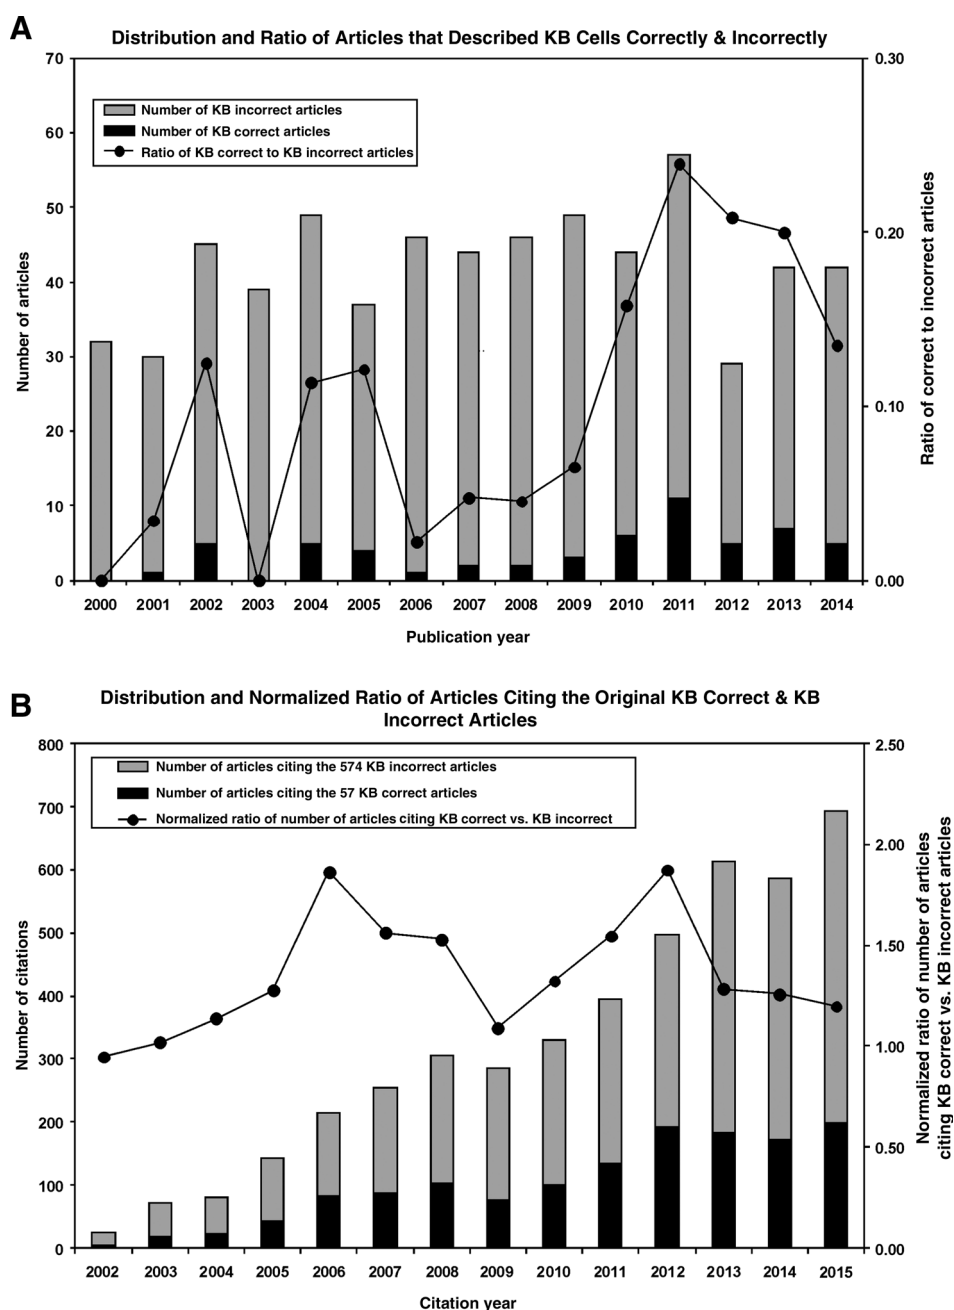 A
Distribution and Ratio of Articles that Described KB Cells Correctly & Incorrectly
70
60
50
40
30
20
10
0
Number of articles
Number of KB incorrect articles
Number of KB correct articles
Ratio of KB correct to KB incorrect articles
0.30
0.20
0.10
0.00
Ratio of correct to incorrect articles
2000 2001 2002 2003 2004 2005 2006 2007 2008 2009 2010 2011 2012 2013 2014
Publication year
B
Distribution and Normalized Ratio of Articles Citing the Original KB Correct & KB
Incorrect Articles
800
700
600
500
400
300
200
100
0
Number of citations
Number of articles citing the 574 KB incorrect articles
Number of articles citing the 57 KB correct articles
Normalized ratio of number of articles citing KB correct vs. KB incorrect
2.50
2.00
1.50
1.00
0.50
0.00
Normalized ratio of number of articles
citing KB correct vs. KB incorrect articles
2002 2003 2004 2005 2006 2007 2008 2009 2010 2011 2012 2013 2014 2015
Citation year